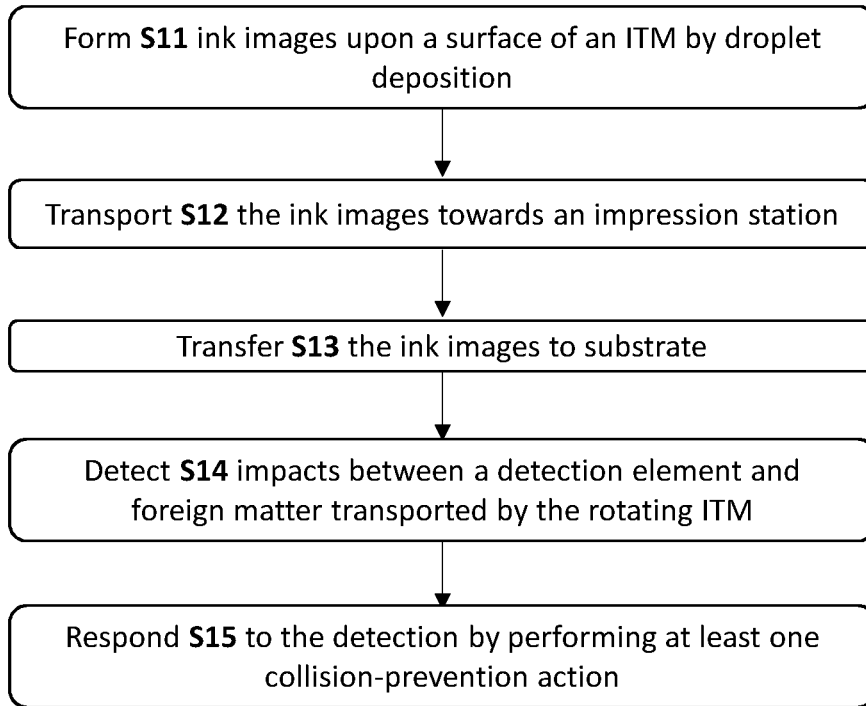 Form S11 ink images upon a surface of an ITM by droplet
deposition
Transport S12 the ink images towards an impression station
Transfer S13 the ink images to substrate
Detect S14 impacts between a detection element and
foreign matter transported by the rotating ITM
Respond S15 to the detection by performing at least one
collision-prevention action